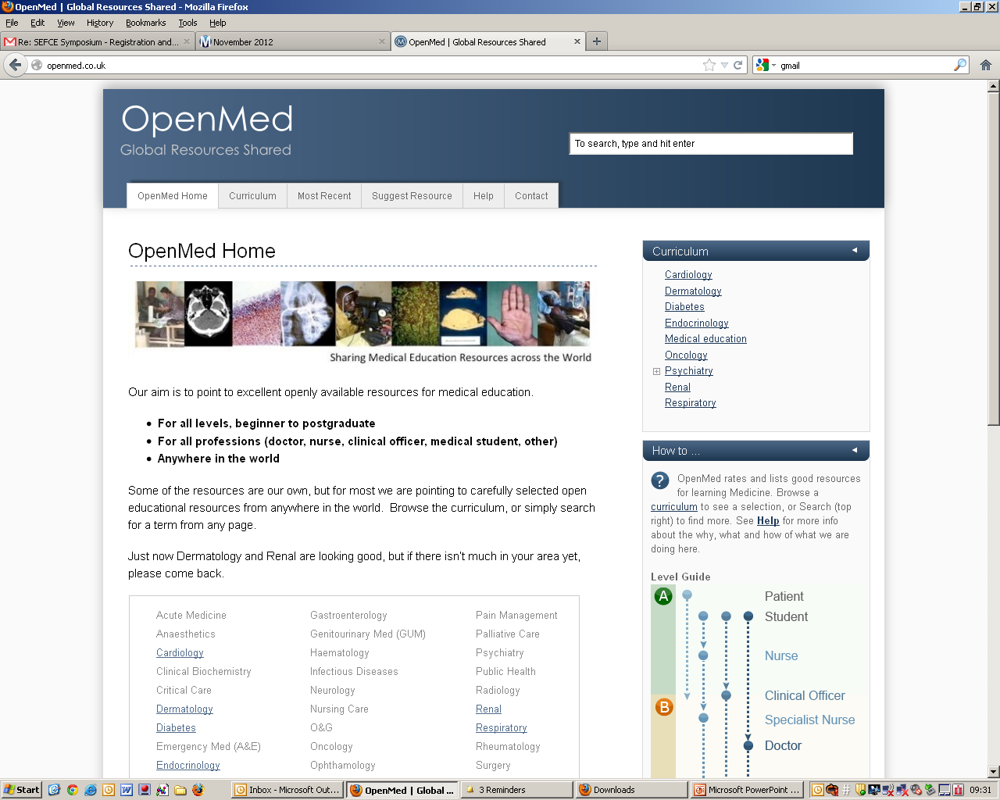 OpenMed | Global Resources Shared - Mozilla Firefox
File Edit View History Bookmarks Tools Help
Re: SEFCE Symposium - Registration and... November 2012 OpenMed | Global Resources Shared
openmed.co.uk gmail
OpenMed
Global Resources Shared
To search, type and hit enter
OpenMed Home Curriculum Most Recent Suggest Resource Help Contact
OpenMed Home
Sharing Medical Education Resources across the World
Our aim is to point to excellent openly available resources for medical education.
• For all levels, beginner to postgraduate
• For all professions (doctor, nurse, clinical officer, medical student, other)
• Anywhere in the world
Some of the resources are our own, but for most we are pointing to carefully selected open
educational resources from anywhere in the world. Browse the curriculum, or simply search
for a term from any page.
Just now Dermatology and Renal are looking good, but if there isn't much in your area yet,
please come back.
Acute Medicine Gastroenterology Pain Management
Anaesthetics Genitourinary Med (GUM) Palliative Care
Cardiology Haematology Psychiatry
Clinical Biochemistry Infectious Diseases Public Health
Critical Care Neurology Radiology
Dermatology Nursing Care Renal
Diabetes O&G Respiratory
Emergency Med (A&E) Oncology Rheumatology
Endocrinology Ophthamology Surgery
Curriculum
Cardiology
Dermatology
Diabetes
Endocrinology
Medical education
Oncology
Psychiatry
Renal
Respiratory
How to ...
? OpenMed rates and lists good resources
for learning Medicine. Browse a
curriculum to see a selection, or Search (top
right) to find more. See Help for more info
about the why, what and how of what we are
doing here.
Level Guide
A Patient
Student
Nurse
Clinical Officer
B
Specialist Nurse
Doctor
Start Inbox - Microsoft Out... OpenMed | Global ... 3 Reminders Downloads Microsoft PowerPoint ... 09:31